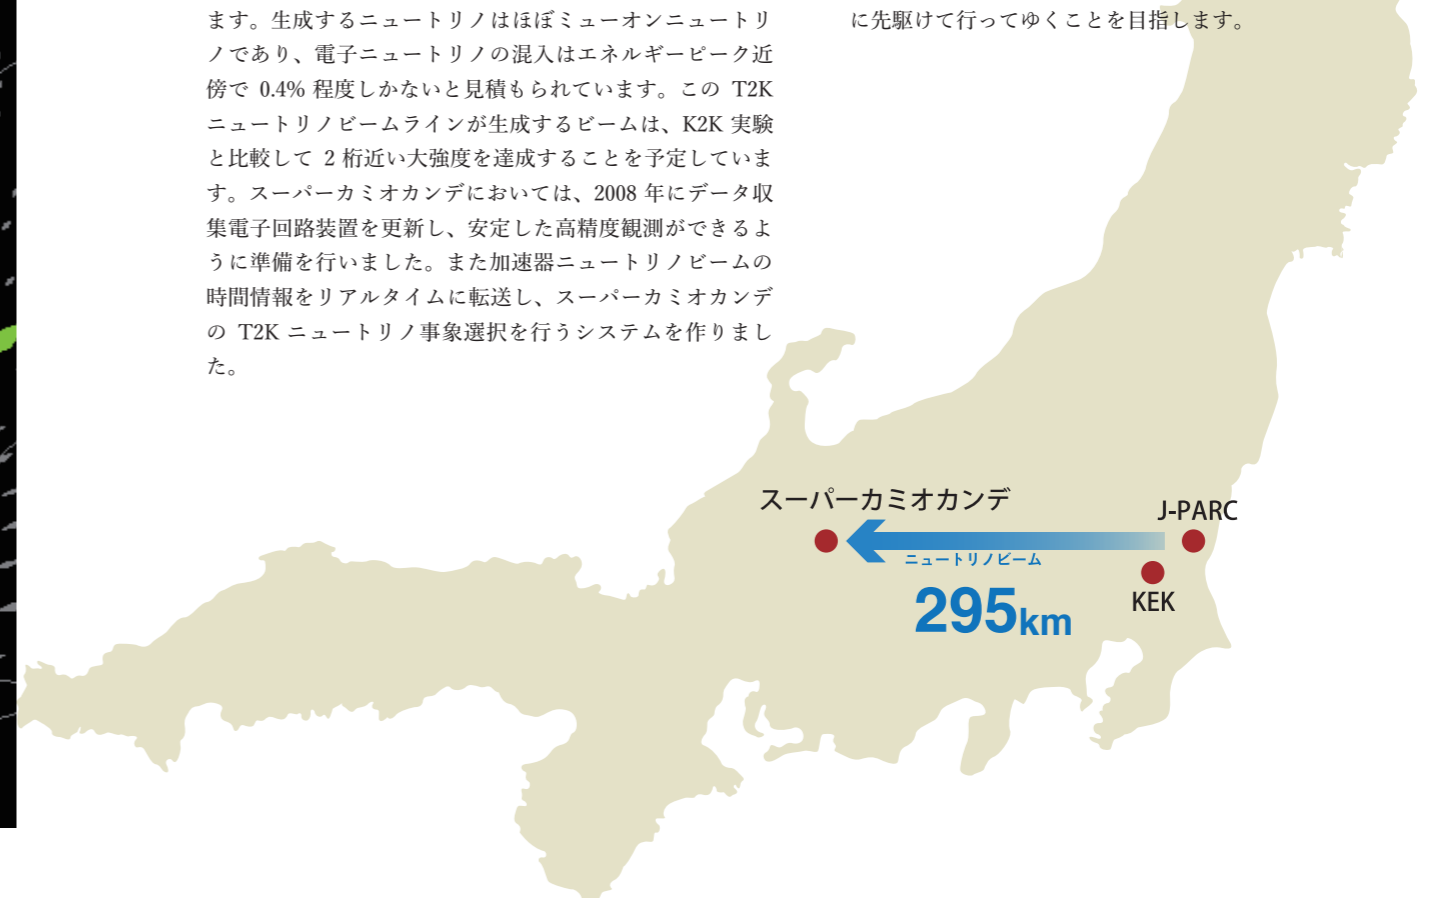 ます。生成するニュートリノはほぼミューオンニュートリ
ノであり、電子ニュートリノの混入はエネルギーピーク近
傍で 0.4% 程度しかないと見積もられています。この T2K
ニュートリノビームラインが生成するビームは、K2K 実験
と比較して 2 桁近い大強度を達成することを予定していま
す。スーパーカミオカンデにおいては、2008 年にデータ収
集電子回路装置を更新し、安定した高精度観測ができるよ
うに準備を行いました。また加速器ニュートリノビームの
時間情報をリアルタイムに転送し、スーパーカミオカンデ
の T2K ニュートリノ事象選択を行うシステムを作りまし
た。
に先駆けて行ってゆくことを目指します。
スーパーカミオカンデ
J-PARC
ニュートリノビーム
295km
KEK